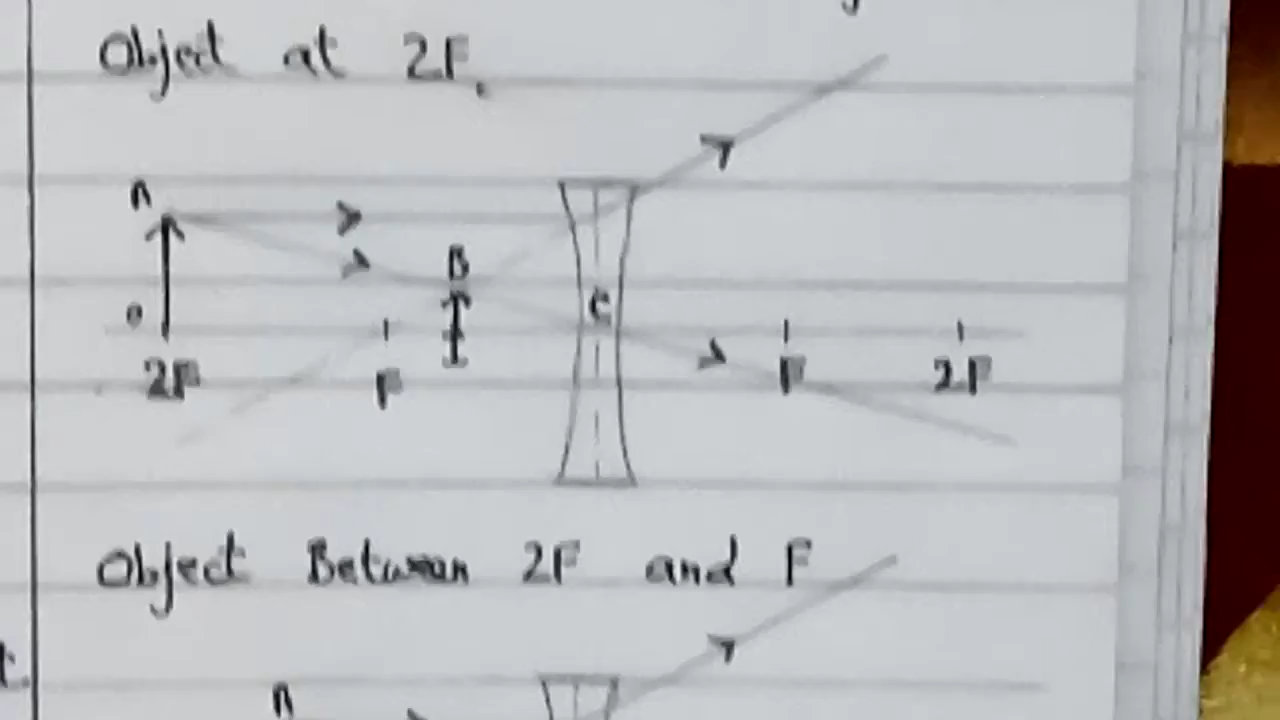 Object at 2F.
A
B
O
C
2F F F 2F
Object Between 2F and F
A
t.